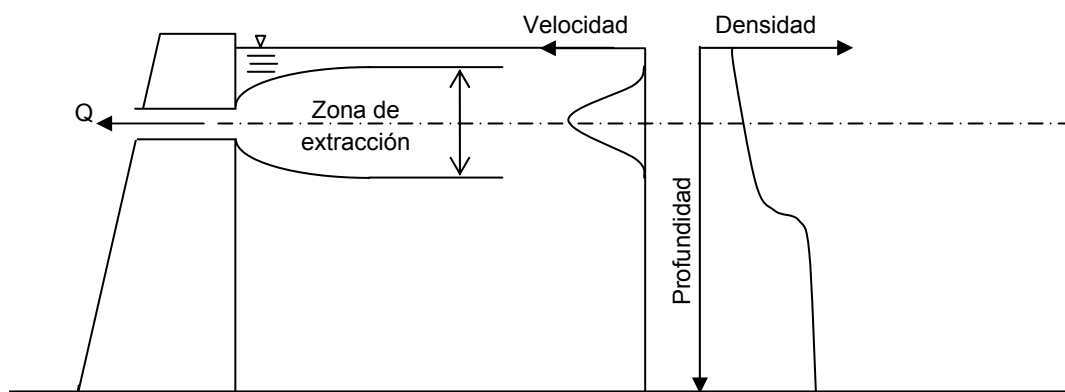 Velocidad
Densidad
Q
Zona de
extracción
Profundidad